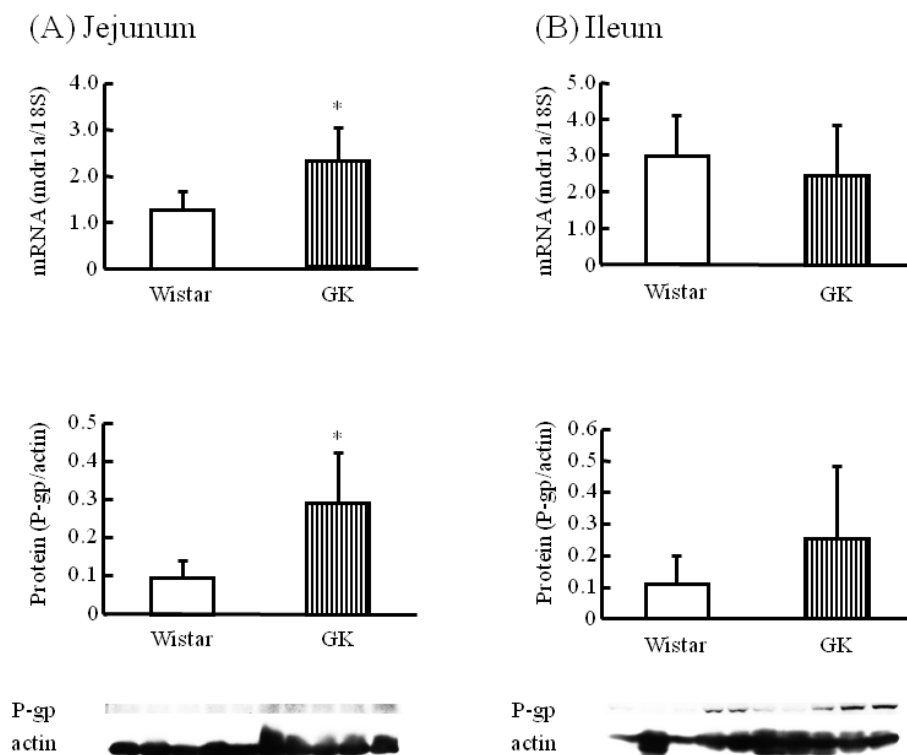 (A) Jejunum
mRNA (mdr1a/18S)
4.0
3.0
2.0
1.0
0
*
Wistar
GK
(B) Ileum
mRNA (mdr1a/18S)
5.0
4.0
3.0
2.0
1.0
0
Wistar
GK
Protein (P-gp/actin)
0.5
0.4
0.3
0.2
0.1
0
*
Wistar
GK
Protein (P-gp/actin)
0.6
0.5
0.4
0.3
0.2
0.1
0
Wistar
GK
P-gp
actin
P-gp
actin